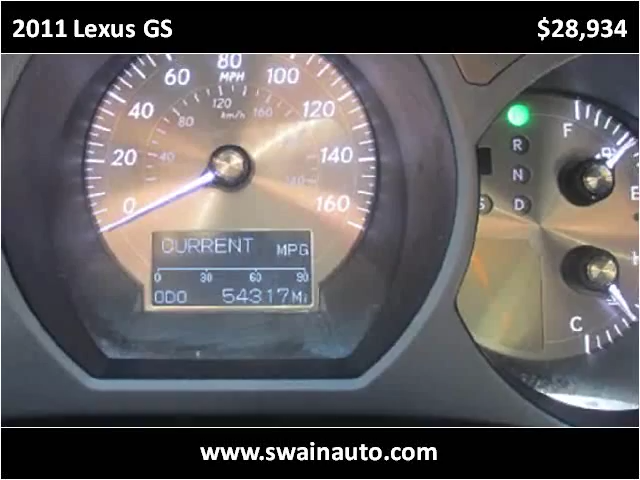 2011 Lexus GS $28,934
80
60 MPH 100
40 120 120
80 km/h 160
20 40 140
0 160
CURRENT MPG
0 30 60 90
ODO 54317Mi
F
R
N
S D
E
H
C
www.swainauto.com